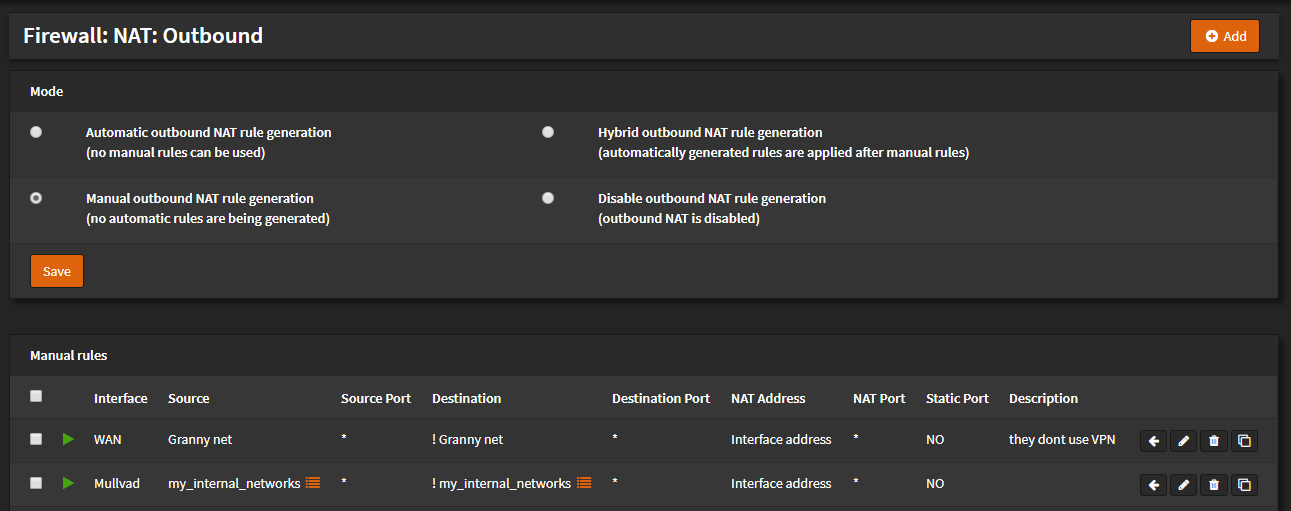 Firewall: NAT: Outbound
Add
Mode
Automatic outbound NAT rule generation
(no manual rules can be used)
Hybrid outbound NAT rule generation
(automatically generated rules are applied after manual rules)
Manual outbound NAT rule generation
(no automatic rules are being generated)
Disable outbound NAT rule generation
(outbound NAT is disabled)
Save
Manual rules
Interface Source Source Port Destination Destination Port NAT Address NAT Port Static Port Description
WAN Granny net * ! Granny net * Interface address * NO they dont use VPN
Mullvad my_internal_networks * ! my_internal_networks * Interface address * NO